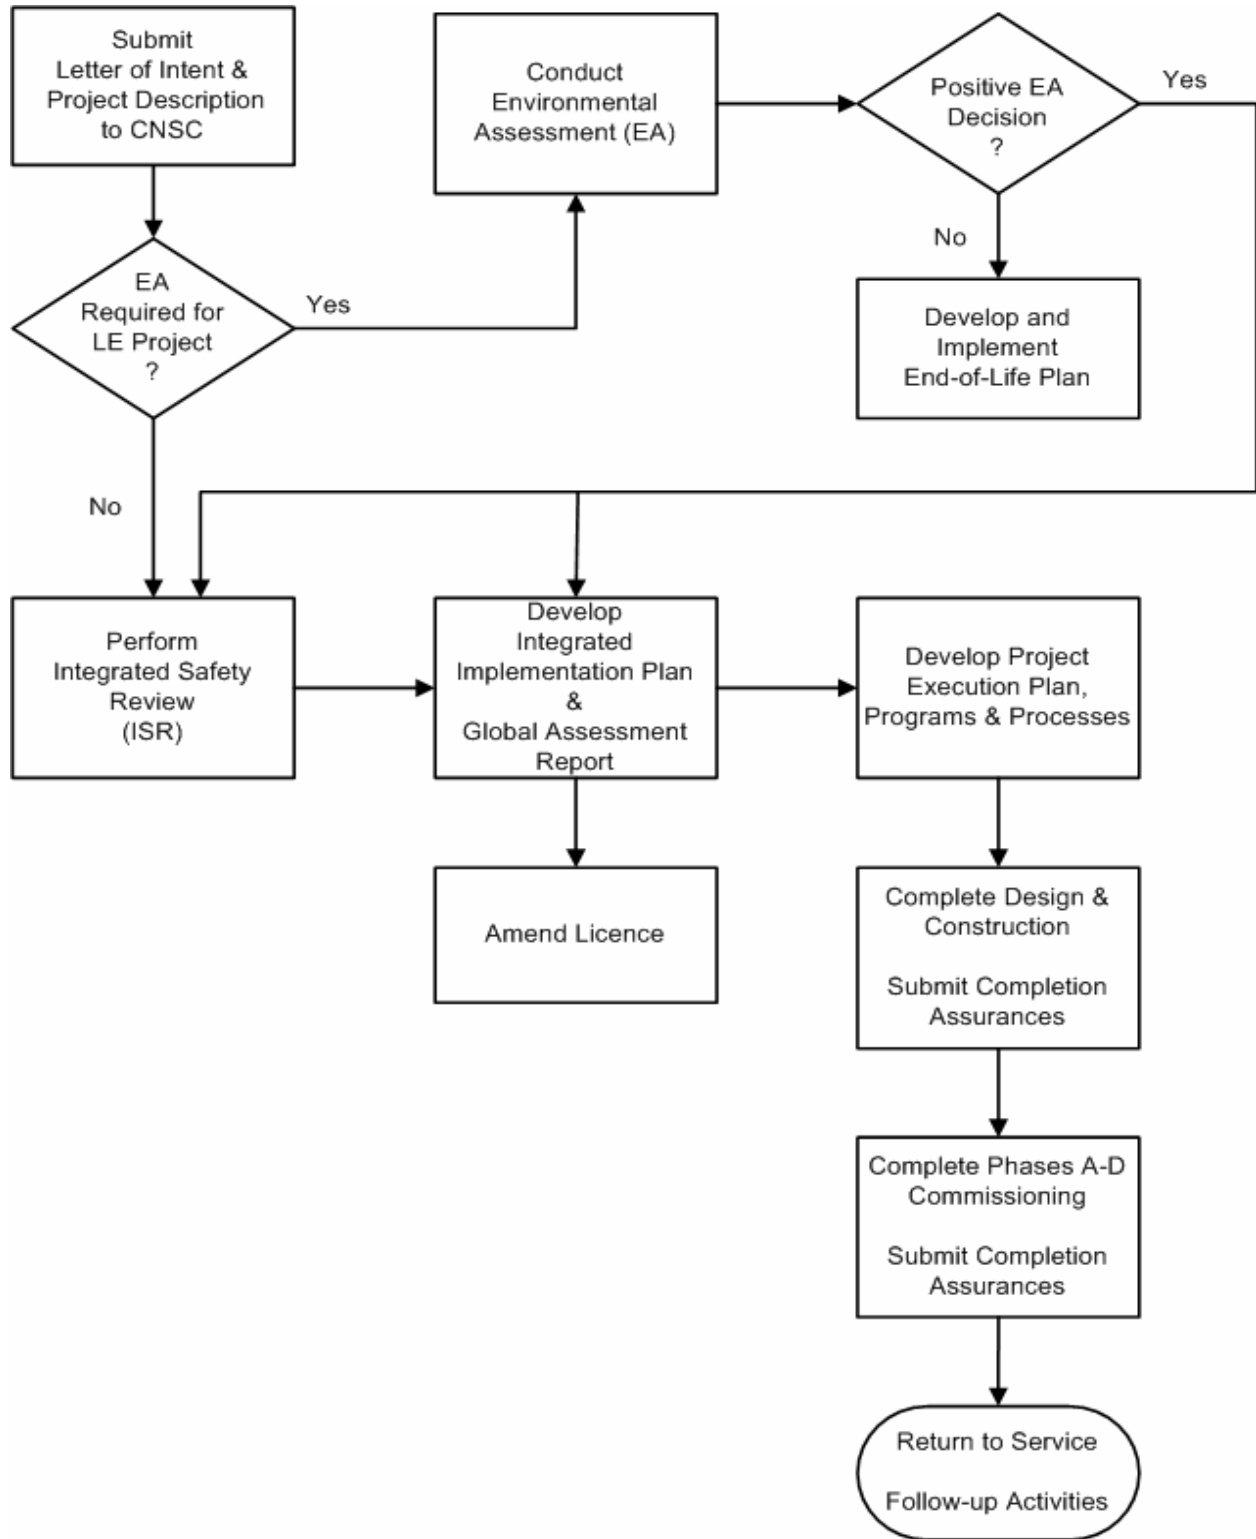 Submit
Letter of Intent &
Project Description
to CNSC
Conduct
Environmental
Assessment (EA)
Positive EA
Decision
?
Yes
No
EA
Required for
LE Project
?
Yes
Develop and
Implement
End-of-Life Plan
No
Perform
Integrated Safety
Review
(ISR)
Develop
Integrated
Implementation Plan
&
Global Assessment
Report
Develop Project
Execution Plan,
Programs & Processes
Amend Licence
Complete Design &
Construction
Submit Completion
Assurances
Complete Phases A-D
Commissioning
Submit Completion
Assurances
Return to Service
Follow-up Activities